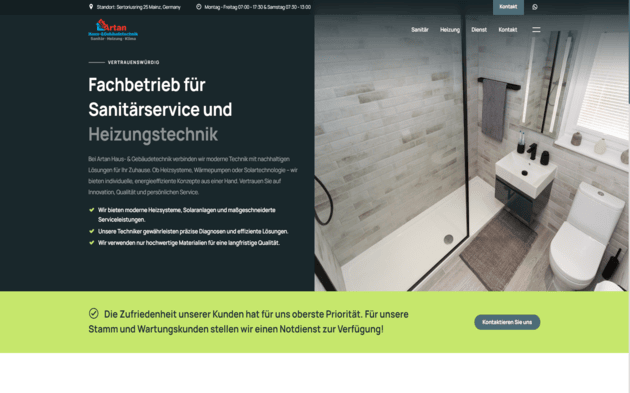 Standort: Sertoriusring 25 Mainz, Germany
Montag - Freitag 07:00 - 17:30 & Samstag 07:30 - 13:00
Kontakt
Artan
Haus & Gebäudetechnik
Sanitär - Heizung - Klima
Sanitär
Heizung
Dienst
Kontakt
VERTRAUENSWÜRDIG
Fachbetrieb für
Sanitärservice und
Heizungstechnik
Bei Artan Haus- & Gebäudetechnik verbinden wir moderne Technik mit nachhaltigen
Lösungen für Ihr Zuhause. Ob Heizsysteme, Wärmepumpen oder Solartechnologie – wir
bieten individuelle, energieeffiziente Konzepte aus einer Hand. Vertrauen Sie auf
Innovation, Qualität und persönlichen Service.
Wir bieten moderne Heizsysteme, Solaranlagen und maßgeschneiderte
Serviceleistungen.
Unsere Techniker gewährleisten präzise Diagnosen und effiziente Lösungen.
Wir verwenden nur hochwertige Materialien für eine langfristige Qualität.
Die Zufriedenheit unserer Kunden hat für uns oberste Priorität. Für unsere
Stamm und Wartungskunden stellen wir einen Notdienst zur Verfügung!
Kontaktieren Sie uns